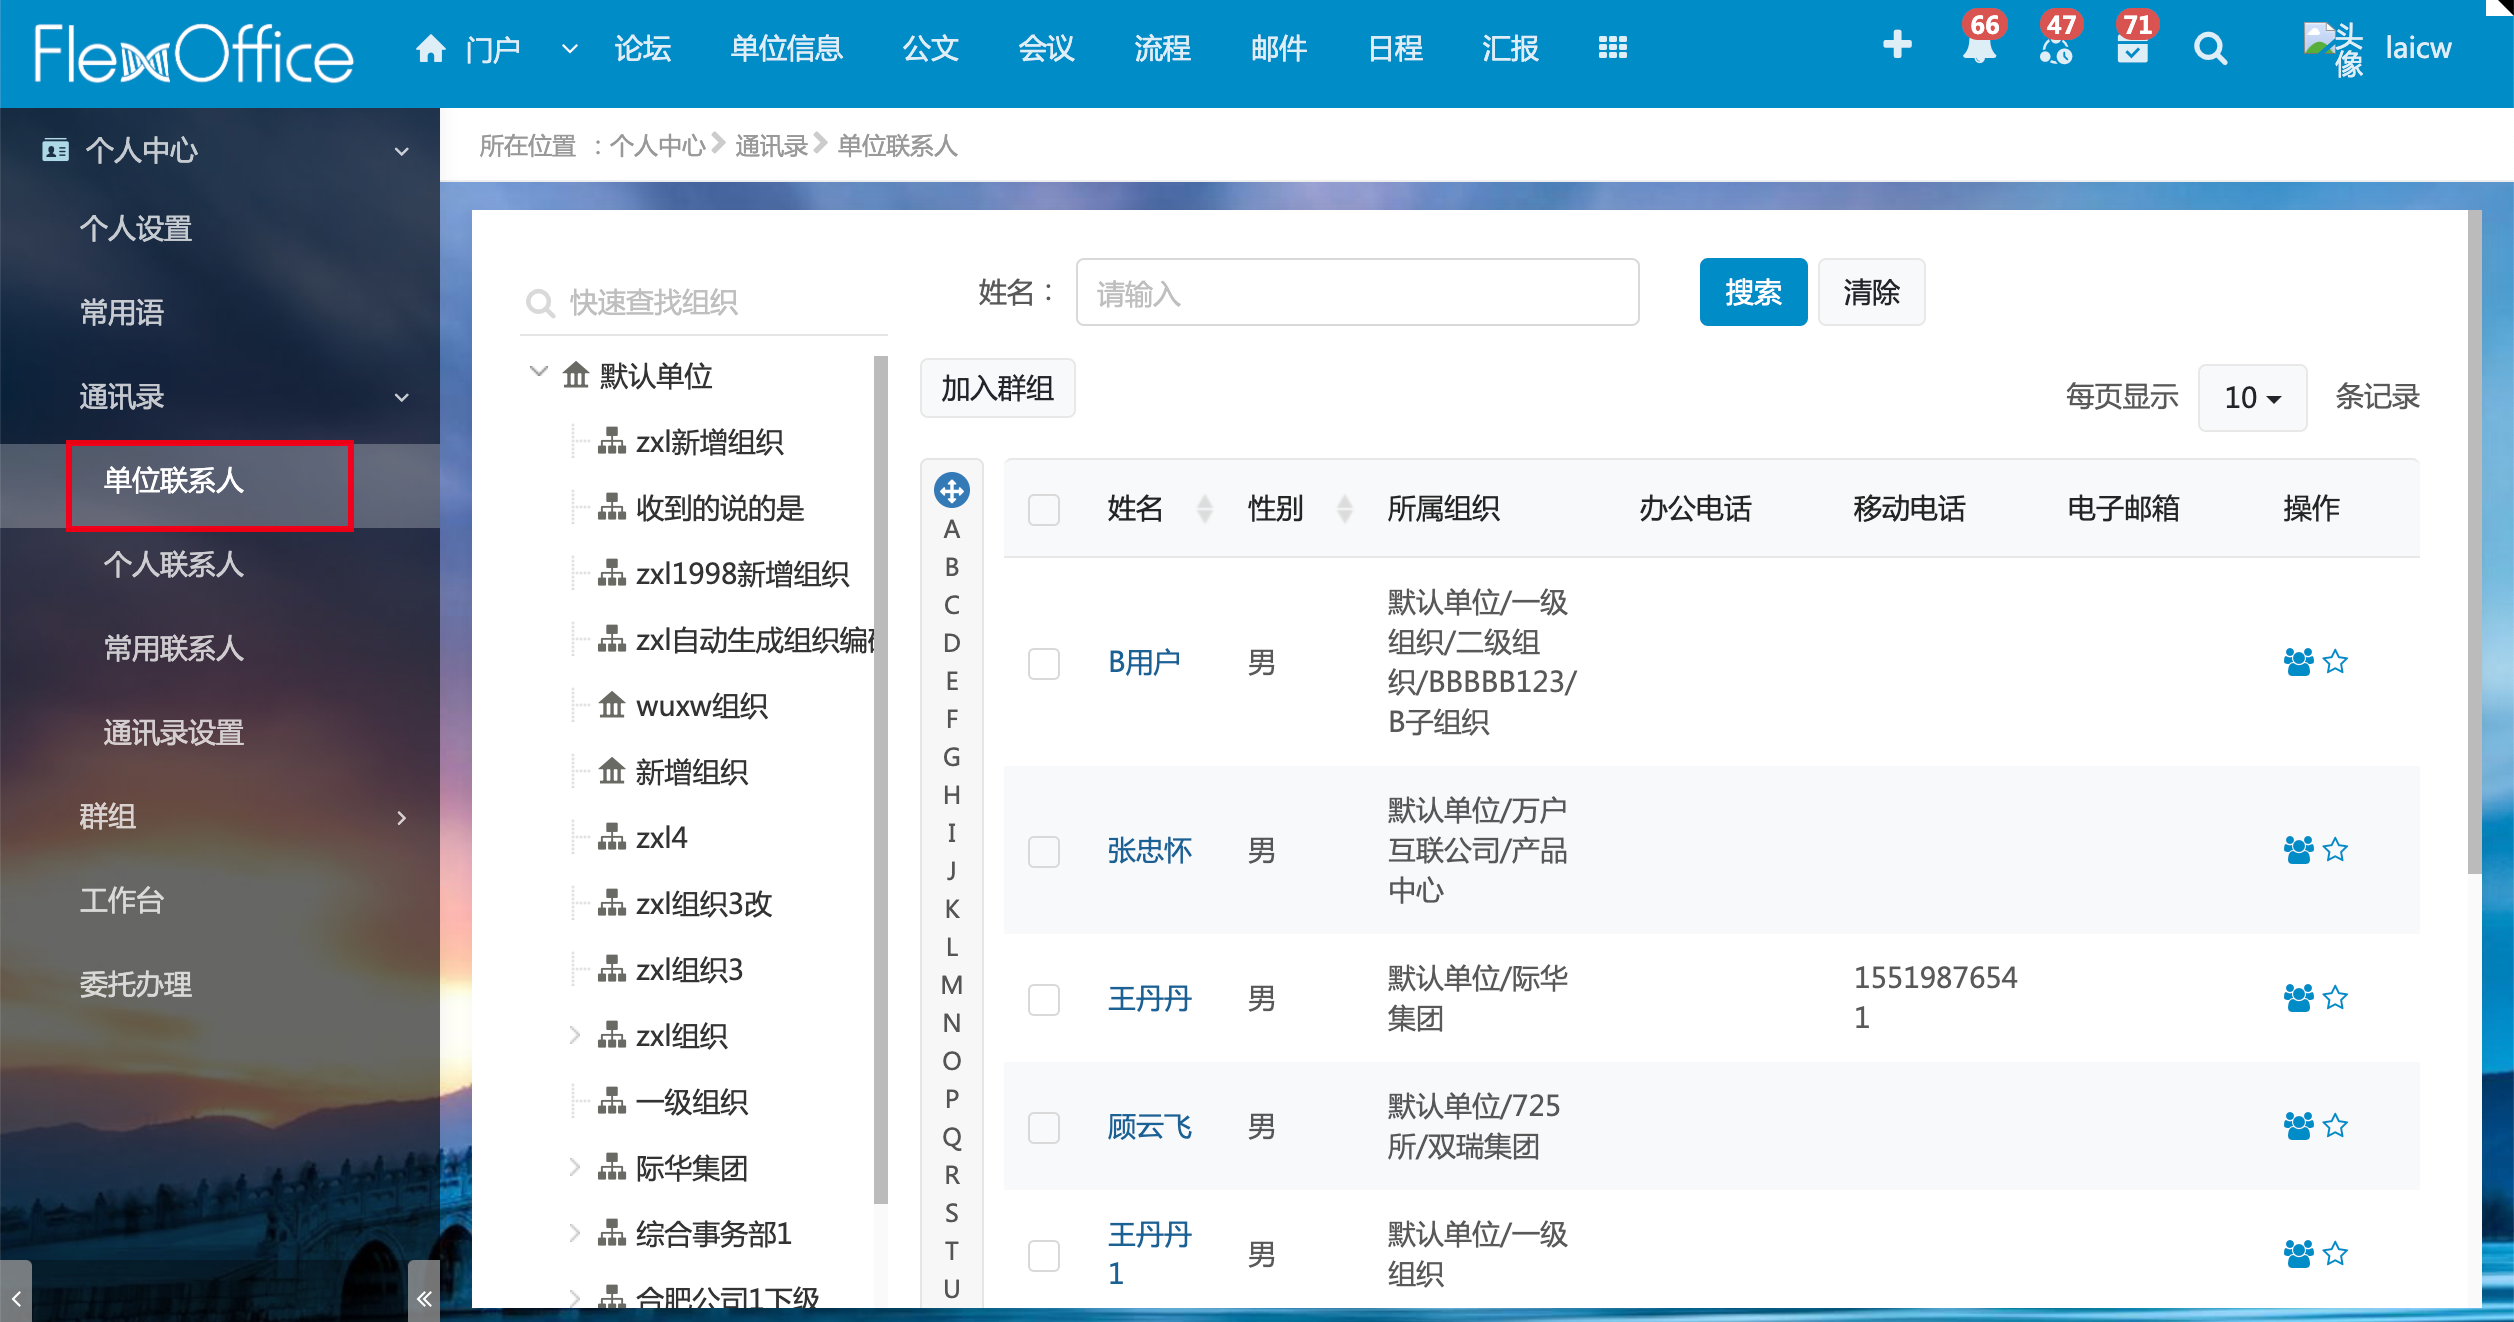 FlexOffice
门户
论坛
单位信息
公文
会议
流程
邮件
日程
汇报
66
47
71
头像
laicw
个人中心
个人设置
常用语
通讯录
单位联系人
个人联系人
常用联系人
通讯录设置
群组
工作台
委托办理
所在位置 : 个人中心 通讯录 单位联系人
快速查找组织
默认单位
zxl新增组织
收到的说的是
zxl1998新增组织
zxl自动生成组织编
wuxw组织
新增组织
zxl4
zxl组织3改
zxl组织3
zxl组织
一级组织
际华集团
综合事务部1
合肥公司1下级
姓名： 请输入 搜索 清除
加入群组
每页显示 10 条记录
A
B
C
D
E
F
G
H
I
J
K
L
M
N
O
P
Q
R
S
T
U
姓名 性别 所属组织 办公电话 移动电话 电子邮箱 操作
B用户 男
默认单位/一级
组织/二级组
织/BBBBB123/
B子组织
张忠怀 男
默认单位/万户
互联公司/产品
中心
王丹丹 男
默认单位/际华
集团
1551987654
1
顾云飞 男
默认单位/725
所/双瑞集团
王丹丹
1
男
默认单位/一级
组织